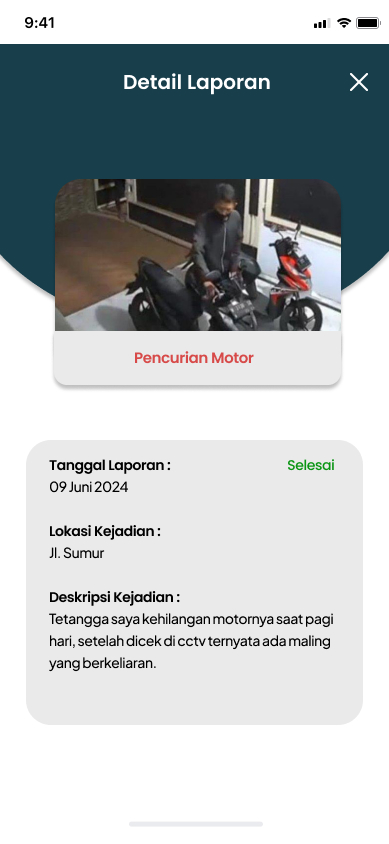 9:41
Detail Laporan
Pencurian Motor
Tanggal Laporan :
Selesai
09 Juni 2024
Lokasi Kejadian :
Jl. Sumur
Deskripsi Kejadian :
Tetangga saya kehilangan motornya saat pagi
hari, setelah dicek di cctv ternyata ada maling
yang berkeliaran.